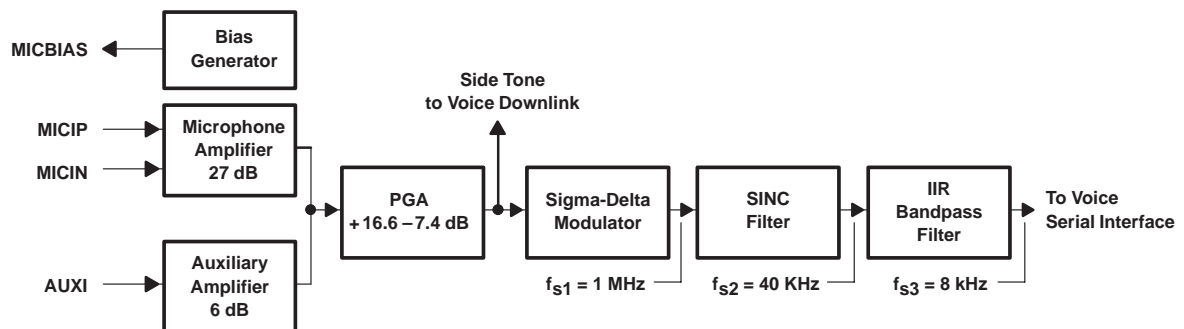 MICBIAS
Bias
Generator
Side Tone
to Voice Downlink
MICIP
MICIN
Microphone
Amplifier
27 dB
PGA
+ 16.6 – 7.4 dB
Sigma-Delta
Modulator
SINC
Filter
IIR
Bandpass
Filter
To Voice
Serial Interface
AUXI
Auxiliary
Amplifier
6 dB
fs1 = 1 MHz
fs2 = 40 KHz
fs3 = 8 kHz